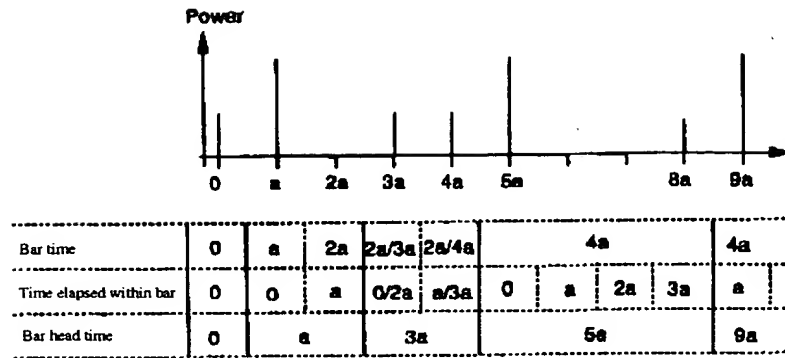 Power
0 a 2a 3a 4a 5a 8a 9a
Bar time 0 a 2a 2a/3a 2a/4a 4a 4a
Time elapsed within bar 0 0 a 0/2a a/3a 0 a 2a 3a a
Bar head time 0 a 3a 5a 9a